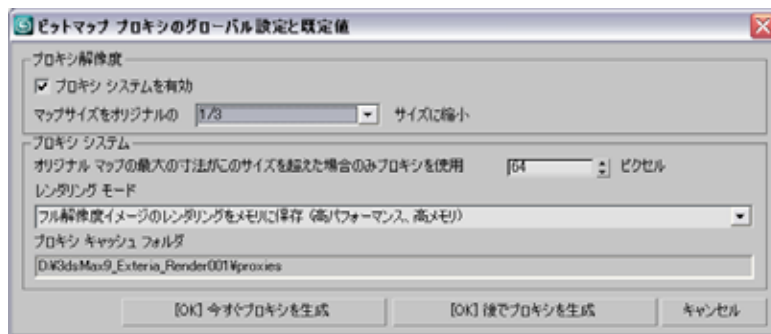 ビットマップ プロキシのグローバル設定と既定値
プロキシ解像度
プロキシ システムを有効
マップサイズをオリジナルの 1/3 サイズに縮小
プロキシ システム
オリジナル マップの最大の寸法がこのサイズを超えた場合のみプロキシを使用 64 ピクセル
レンダリング モード
フル解像度イメージのレンダリングをメモリに保存 (高パフォーマンス、高メモリ)
プロキシ キャッシュ フォルダ
D:¥3dsMax9_Exteria_Render001¥proxies
[OK] 今すぐプロキシを生成 [OK] 後でプロキシを生成 キャンセル